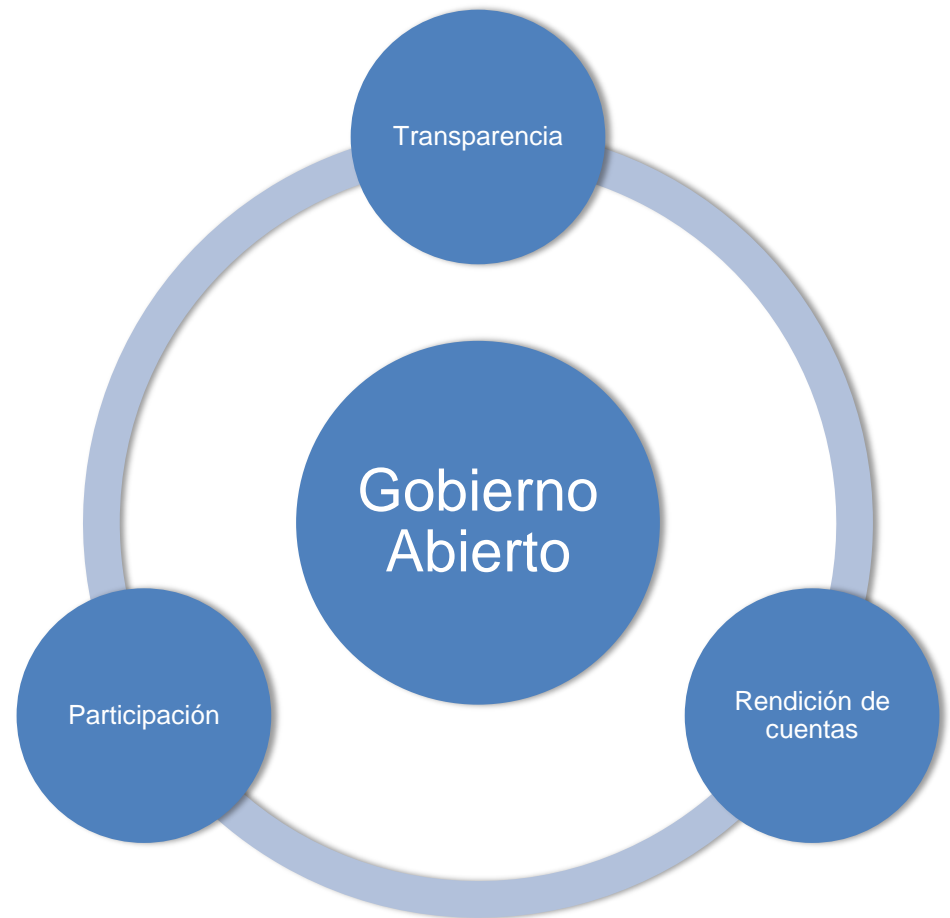 Transparencia
Gobierno
Abierto
Participación
Rendición de
cuentas